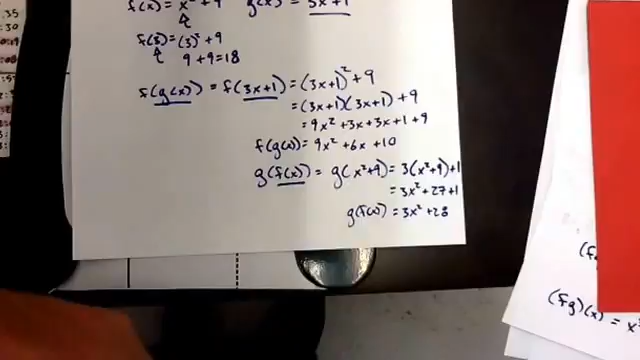 f(x) = x² + 9 g(x) = 3x+1
f(3) = (3)² + 9
9 + 9 = 18
f(g(x)) = f(3x+1) = (3x+1)² + 9
= (3x+1)(3x+1) + 9
= 9x² + 3x + 3x + 1 + 9
f(g(x)) = 9x² + 6x + 10
g(f(x)) = g(x²+9) = 3(x²+9)+1
= 3x² + 27 + 1
g(f(x)) = 3x² + 28
.35
:30
(fg)(x) = x²